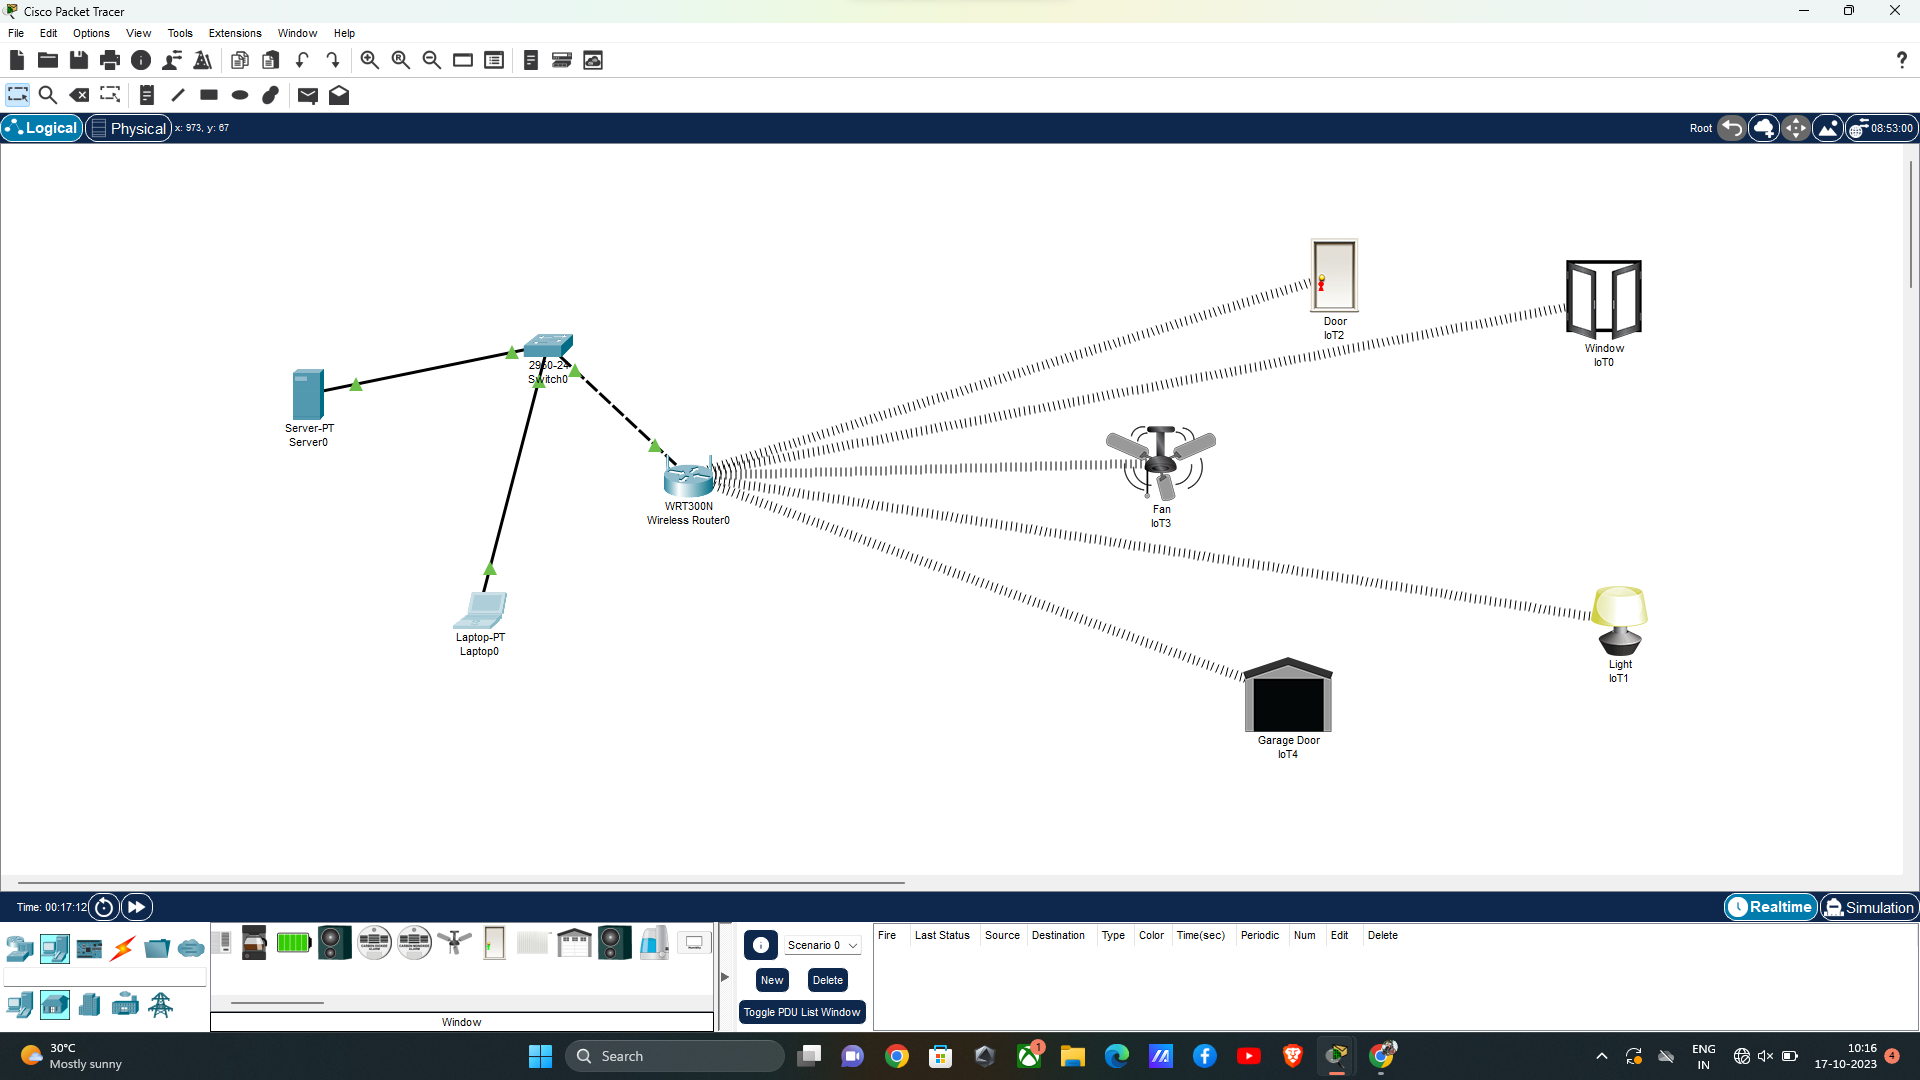 Cisco Packet Tracer
File Edit Options View Tools Extensions Window Help
Logical Physical x: 973, y: 67 Root 08:53:00
Door
IoT2
Window
IoT0
2950-24
Switch0
Server-PT
Server0
WRT300N
Wireless Router0
Fan
IoT3
Laptop-PT
Laptop0
Light
IoT1
Garage Door
IoT4
Time: 00:17:12 Realtime Simulation
Scenario 0
New Delete
Toggle PDU List Window
Fire Last Status Source Destination Type Color Time(sec) Periodic Num Edit Delete
Window
30°C
Mostly sunny
Search
1
ENG
IN
10:16
17-10-2023
4